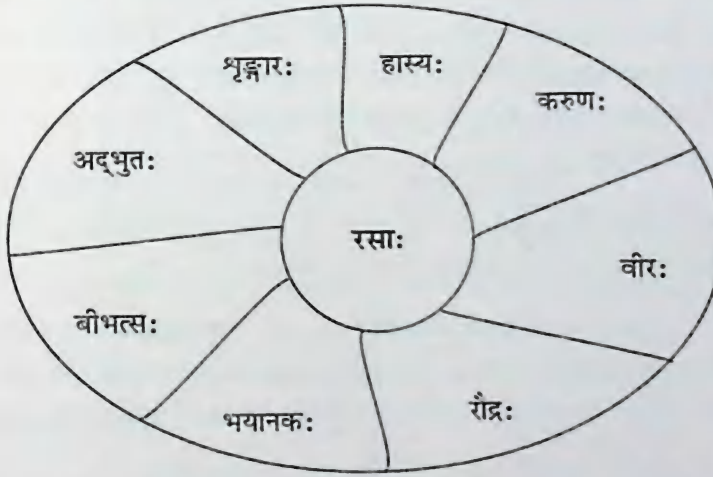 शृङ्गारः
हास्यः
करुणः
अद्‌भुतः
रसाः
वीरः
बीभत्सः
भयानकः
रौद्रः